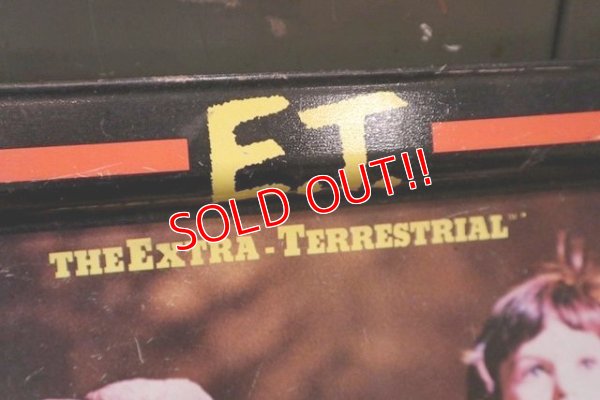 E.T.
SOLD OUT!!
THE EXTRA-TERRESTRIAL™